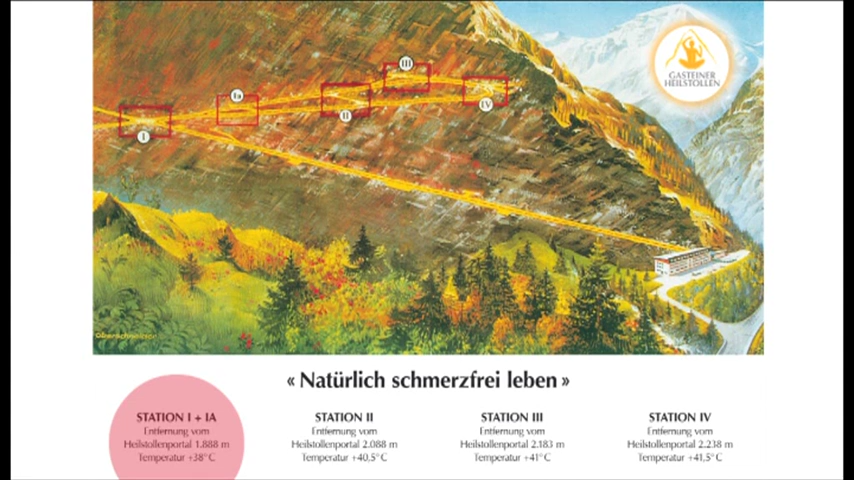 III
Ia
IV
II
I
GASTEINER
HEILSTOLLEN
« Natürlich schmerzfrei leben »
STATION I + IA
Entfernung vom
Heilstollenportal 1.888 m
Temperatur +38° C
STATION II
Entfernung vom
Heilstollenportal 2.088 m
Temperatur +40,5° C
STATION III
Entfernung vom
Heilstollenportal 2.183 m
Temperatur +41° C
STATION IV
Entfernung vom
Heilstollenportal 2.238 m
Temperatur +41,5° C